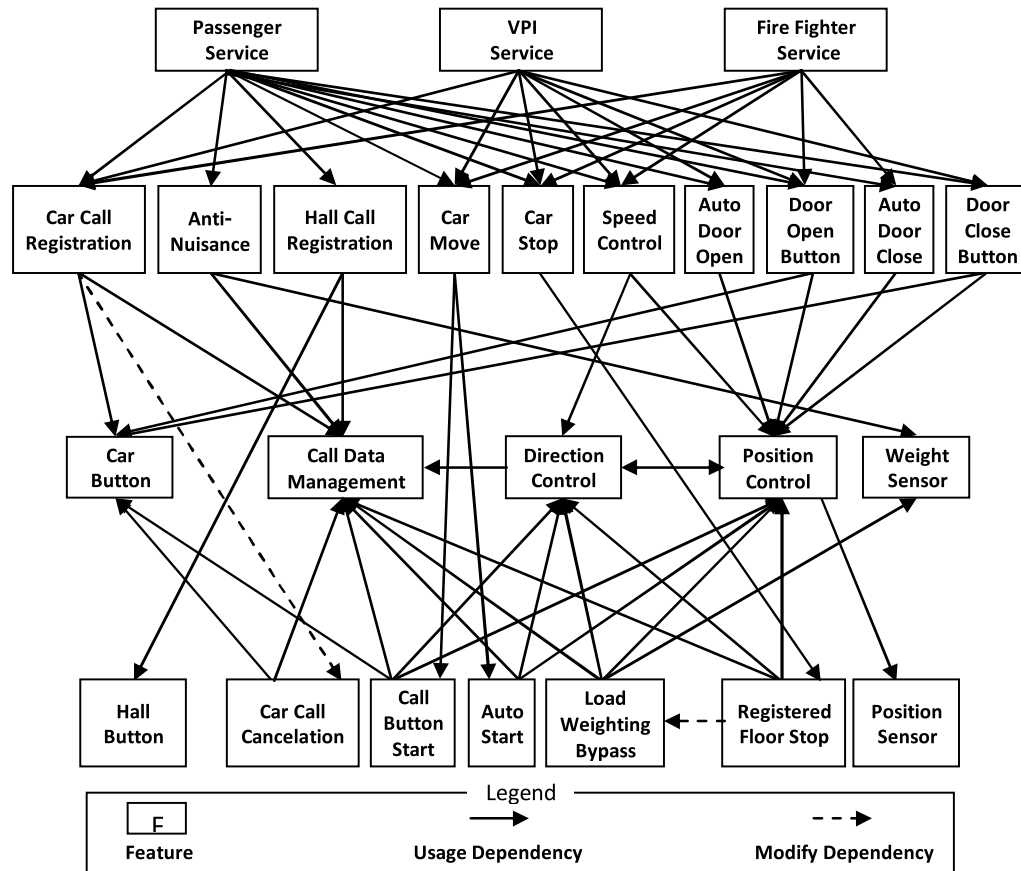 Passenger
Service
VPI
Service
Fire Fighter
Service
Car Call
Registration
Anti-
Nuisance
Hall Call
Registration
Car
Move
Car
Stop
Speed
Control
Auto
Door
Open
Door
Open
Button
Auto
Door
Close
Door
Close
Button
Car
Button
Call Data
Management
Direction
Control
Position
Control
Weight
Sensor
Hall
Button
Car Call
Cancelation
Call
Button
Start
Auto
Start
Load
Weighting
Bypass
Registered
Floor Stop
Position
Sensor
Legend
F
Feature
Usage Dependency
Modify Dependency